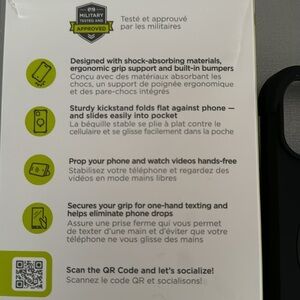 MILITARY
TESTED AND
APPROVED
Testé et approuvé
par les militaires
Designed with shock-absorbing materials,
ergonomic grip support and built-in bumpers
Conçu avec des matériaux absorbant les
chocs, un support de poignée ergonomique
et des pare-chocs intégrés
Sturdy kickstand folds flat against phone —
and slides easily into pocket
La béquille stable se plie à plat contre le
cellulaire et se glisse facilement dans la poche
Prop your phone and watch videos hands-free
Stabilisez votre téléphone et regardez des
vidéos en mode mains libres
Secures your grip for one-hand texting and
helps eliminate phone drops
Assure une prise ferme qui vous permet
de texter d'une main et d'éviter que votre
téléphone ne vous glisse des mains
Scan the QR Code and let's socialize!
Scannez le code QR et socialisons!